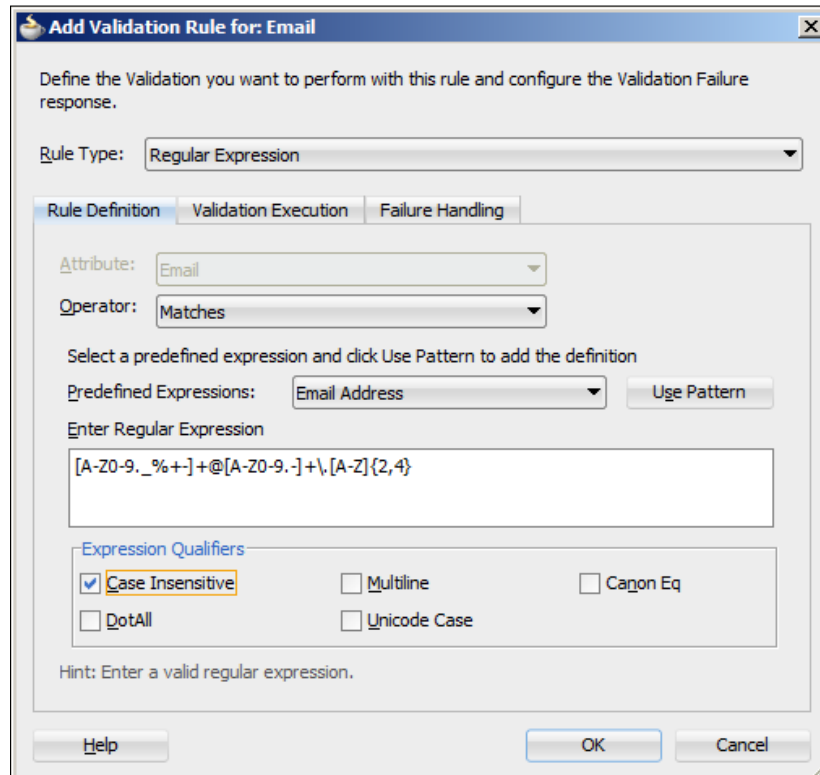 Add Validation Rule for: Email
Define the Validation you want to perform with this rule and configure the Validation Failure
response.
Rule Type: Regular Expression
Rule Definition Validation Execution Failure Handling
Attribute: Email
Operator: Matches
Select a predefined expression and click Use Pattern to add the definition
Predefined Expressions: Email Address Use Pattern
Enter Regular Expression
[A-Z0-9._%+-]+@[A-Z0-9.-]+\.[A-Z]{2,4}
Expression Qualifiers
Case Insensitive Multiline Canon Eq
DotAll Unicode Case
Hint: Enter a valid regular expression.
Help OK Cancel